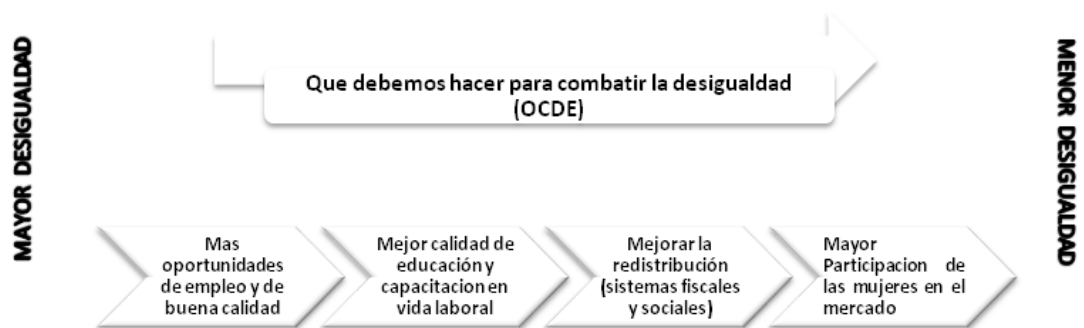 MAYOR DESIGUALDAD
Que debemos hacer para combatir la desigualdad
(OCDE)
MENOR DESIGUALDAD
Mas
oportunidades
de empleo y de
buena calidad
Mejor calidad de
educación y
capacitacion en
vida laboral
Mejorar la
redistribución
(sistemas fiscales
y sociales)
Mayor
Participacion de
las mujeres en el
mercado